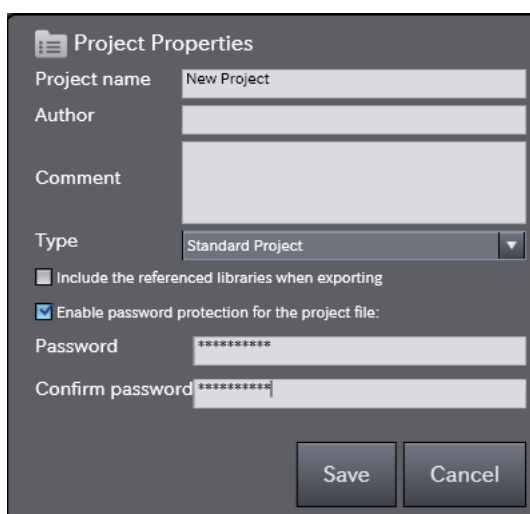 Project Properties
Project name New Project
Author
Comment
Type Standard Project
Include the referenced libraries when exporting
Enable password protection for the project file:
Password **********
Confirm password **********
Save Cancel